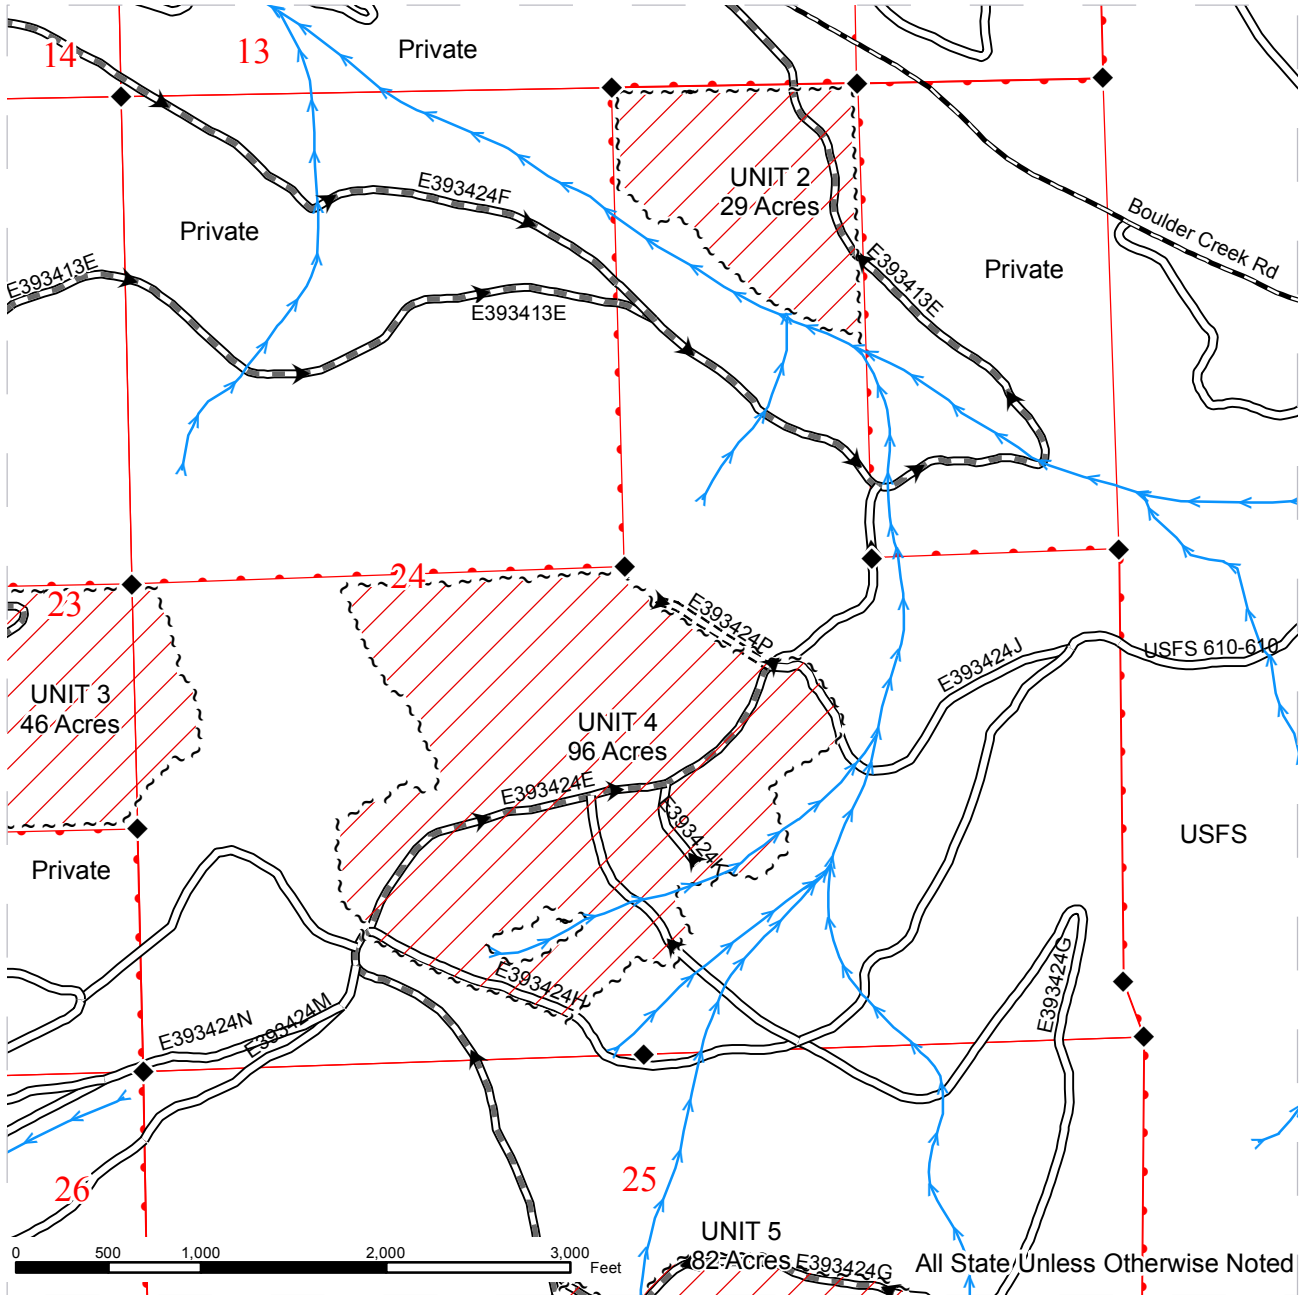 14
13
Private
E393424F
UNIT 2
29 Acres
Boulder Creek Rd
Private
E393413E
E393413E
Private
E393413E
24
23
E393424P
E393424J
USFS 610-610
UNIT 3
46 Acres
UNIT 4
96 Acres
E393424E
E393424K
USFS
Private
E393424H
E393424G
E393424N
E393424M
26
25
UNIT 5
82 Acres
E393424G
0 500 1,000 2,000 3,000
Feet
All State Unless Otherwise Noted